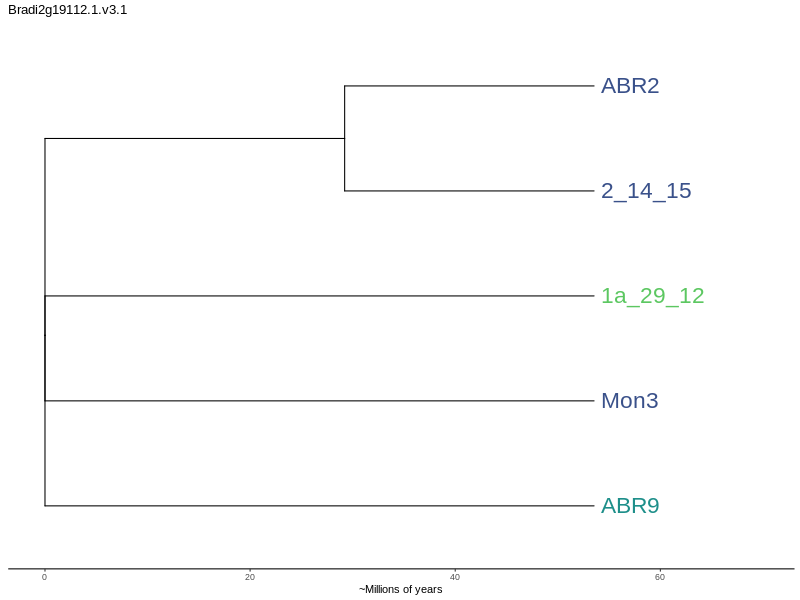 Bradi2g19112.1.v3.1
ABR2
2_14_15
1a_29_12
Mon3
ABR9
0 20 40 60
~Millions of years